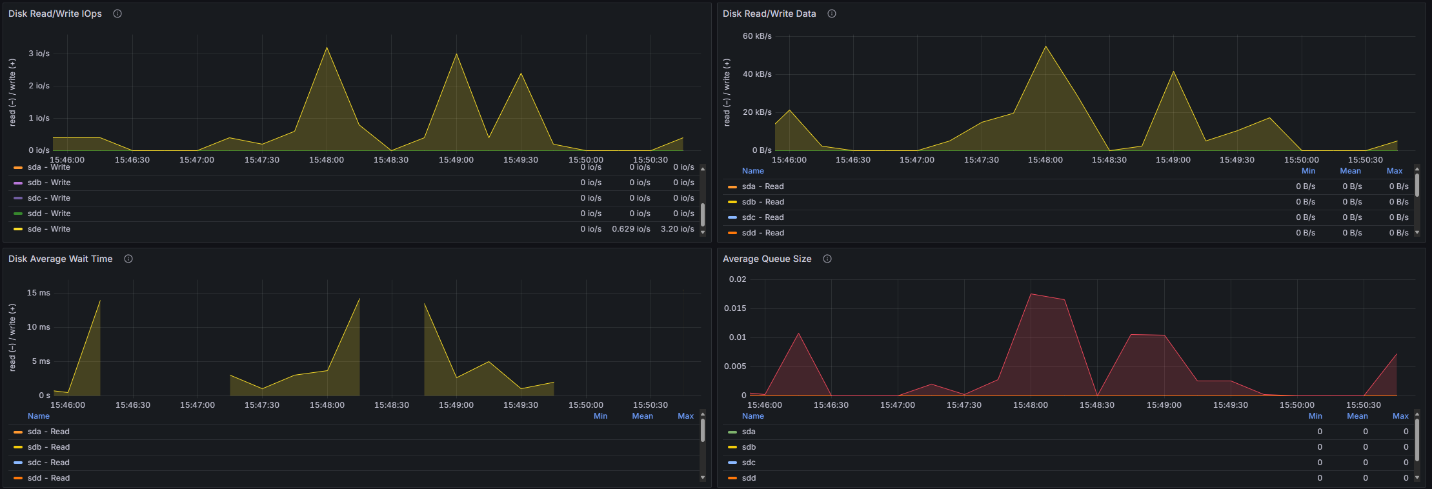 Disk Read/Write IOps
read (–) / write (+)
3 io/s
2 io/s
1 io/s
0 io/s
15:46:00 15:46:30 15:47:00 15:47:30 15:48:00 15:48:30 15:49:00 15:49:30 15:50:00 15:50:30
sda - Write 0 io/s 0 io/s 0 io/s
sdb - Write 0 io/s 0 io/s 0 io/s
sdc - Write 0 io/s 0 io/s 0 io/s
sdd - Write 0 io/s 0 io/s 0 io/s
sde - Write 0 io/s 0.629 io/s 3.20 io/s
Disk Read/Write Data
read (–) / write (+)
60 kB/s
40 kB/s
20 kB/s
0 B/s
15:46:00 15:46:30 15:47:00 15:47:30 15:48:00 15:48:30 15:49:00 15:49:30 15:50:00 15:50:30
Name Min Mean Max
sda - Read 0 B/s 0 B/s 0 B/s
sdb - Read 0 B/s 0 B/s 0 B/s
sdc - Read 0 B/s 0 B/s 0 B/s
sdd - Read 0 B/s 0 B/s 0 B/s
Disk Average Wait Time
read (–) / write (+)
15 ms
10 ms
5 ms
0 s
15:46:00 15:46:30 15:47:00 15:47:30 15:48:00 15:48:30 15:49:00 15:49:30 15:50:00 15:50:30
Name Min Mean Max
sda - Read
sdb - Read
sdc - Read
sdd - Read
Average Queue Size
0.02
0.015
0.01
0.005
0
15:46:00 15:46:30 15:47:00 15:47:30 15:48:00 15:48:30 15:49:00 15:49:30 15:50:00 15:50:30
Name Min Mean Max
sda 0 0 0
sdb 0 0 0
sdc 0 0 0
sdd 0 0 0